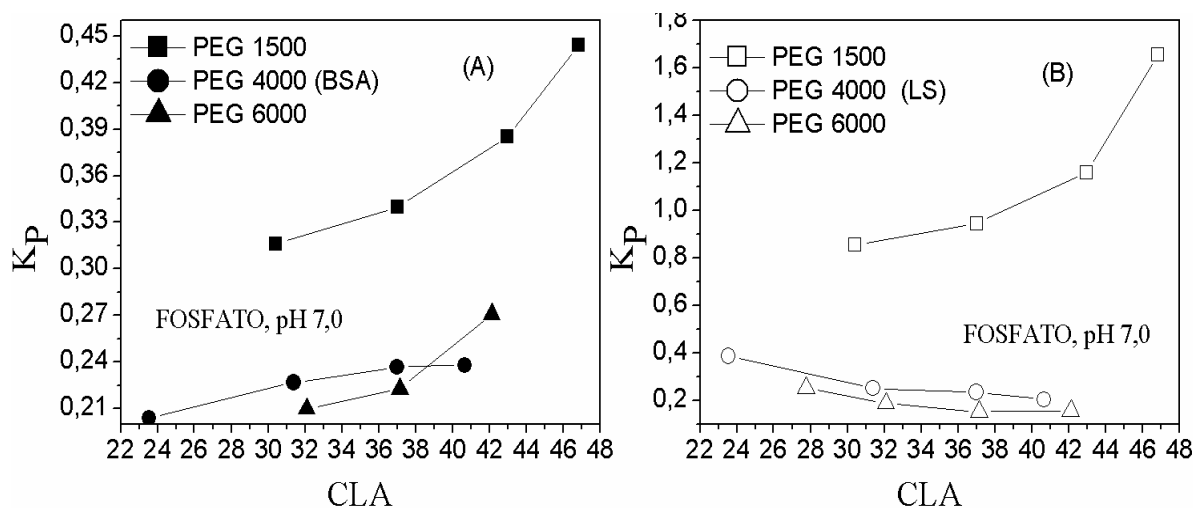 0,45
0,42
0,39
0,36
0,33
0,30
0,27
0,24
0,21
K_P
PEG 1500
PEG 4000 (BSA)
PEG 6000
(A)
FOSFATO, pH 7,0
22 24 26 28 30 32 34 36 38 40 42 44 46 48
CLA
1,8
1,6
1,4
1,2
1,0
0,8
0,6
0,4
0,2
K_P
PEG 1500
PEG 4000 (LS)
PEG 6000
(B)
FOSFATO, pH 7,0
22 24 26 28 30 32 34 36 38 40 42 44 46 48
CLA